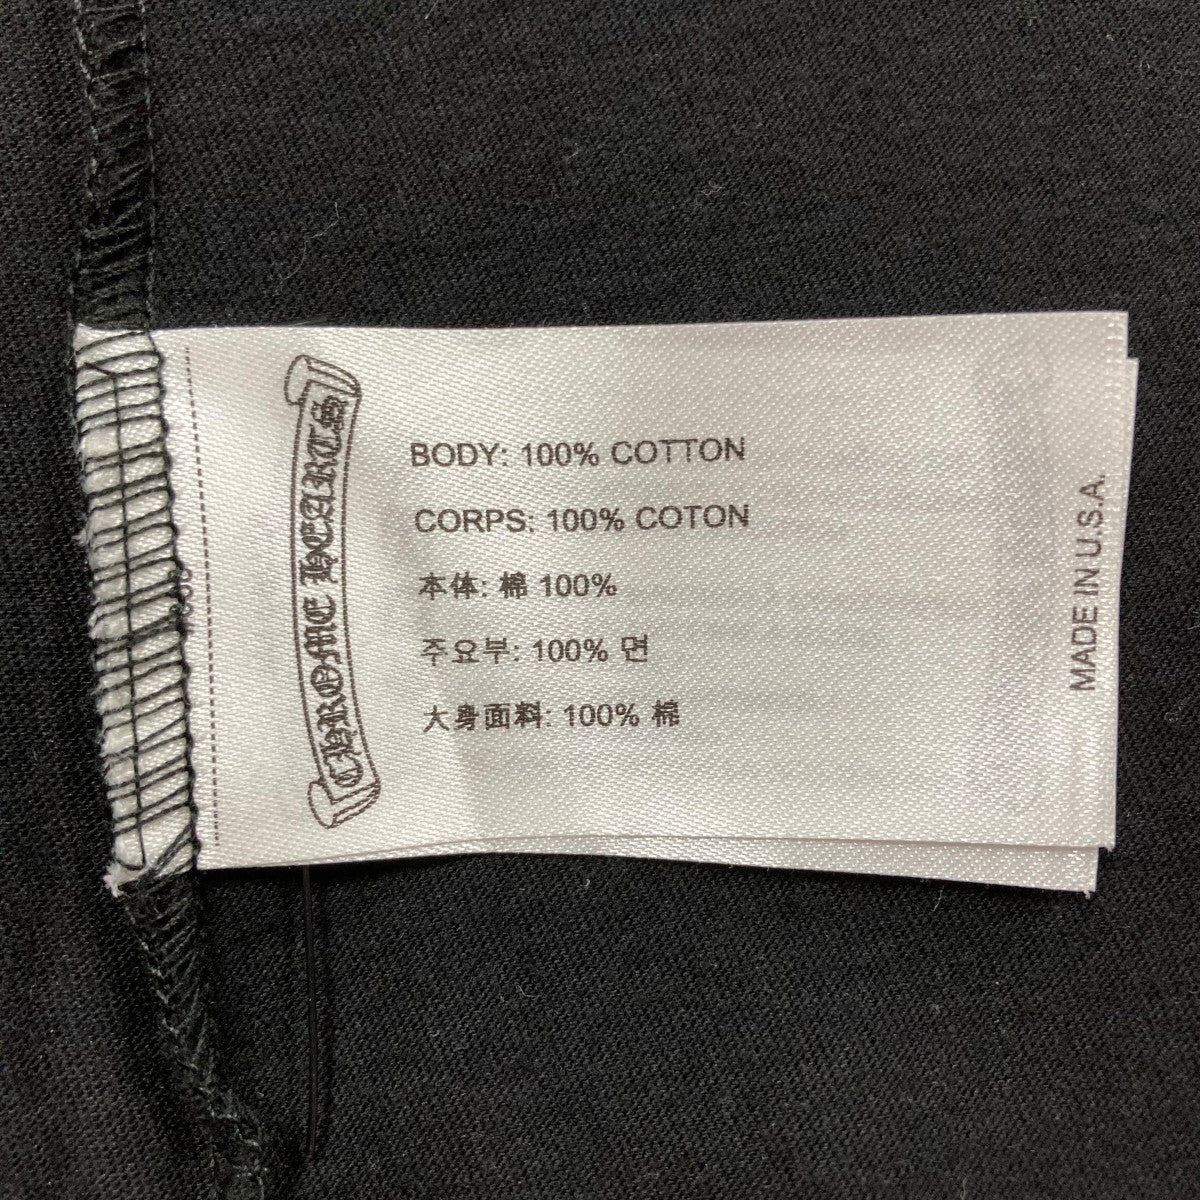 CHROME HEARTS
BODY: 100% COTTON
CORPS: 100% COTON
本体: 棉 100%
주요부: 100% 면
大身面料: 100% 棉
MADE IN U.S.A.